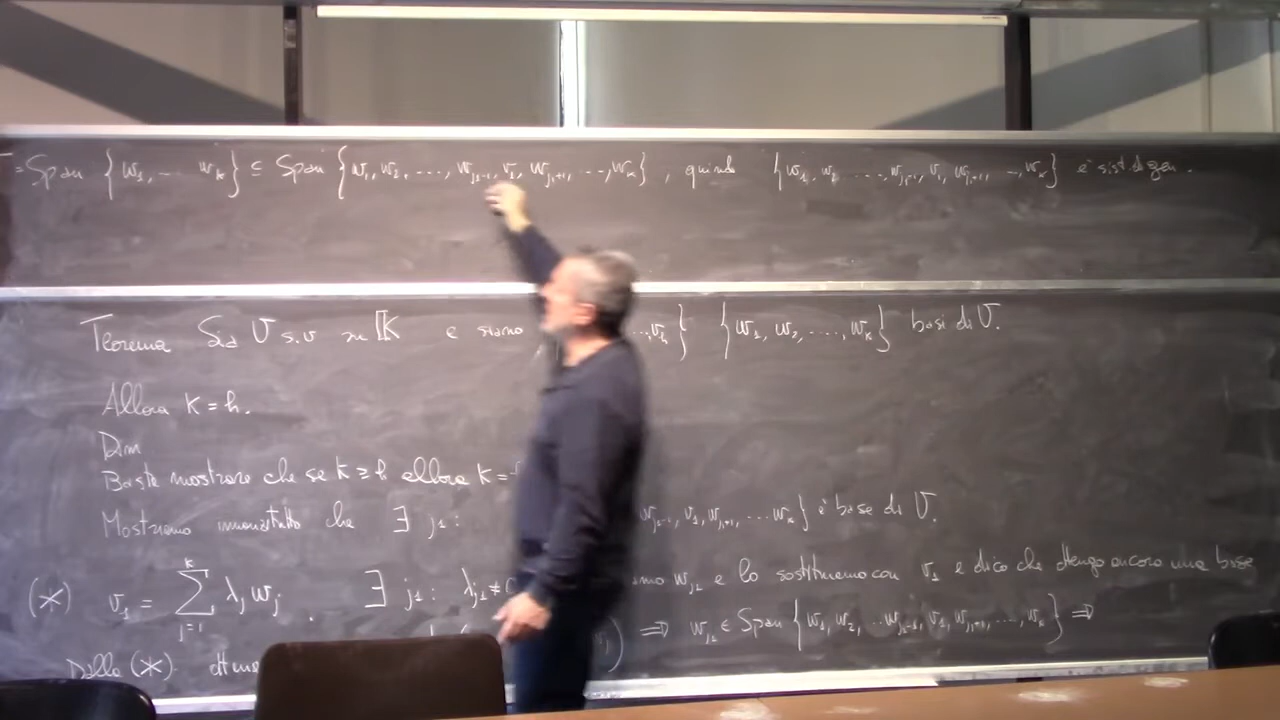 = Span {w₁, ... w_k} ⊆ Span {w₁, w₂, ...., w_{j₁-1}, v₁, w_{j₁+1}, ..., w_k}, quindi {w₁, w₂ ...., w_{j₁-1}, v₁, w_{j₁+1}, ..., w_k} è sist. di gen.
Teorema Sia V s.v su K e siano ..., v_h} {w₁, w₂, ...., w_k} basi di V.
Allora k = h.
Dim
Basta mostrare che se k ≥ h allora k =
Mostriamo innanzitutto che ∃ j₁: w_{j₁-1}, v₁, w_{j₁+1}, ... w_k} è base di V.
(*) v₁ = ∑_{j=1}^{k} λ_j w_j . ∃ j₁: λ_{j₁} ≠ w_{j₁} e lo sostituiamo con v₁ e dico che ottengo ancora una base
) ⇒ w_{j₁} ∈ Span {w₁, w₂, ... w_{j₁-1}, v₁, w_{j₁+1}, ..., w_k} ⇒
Dalla (*)